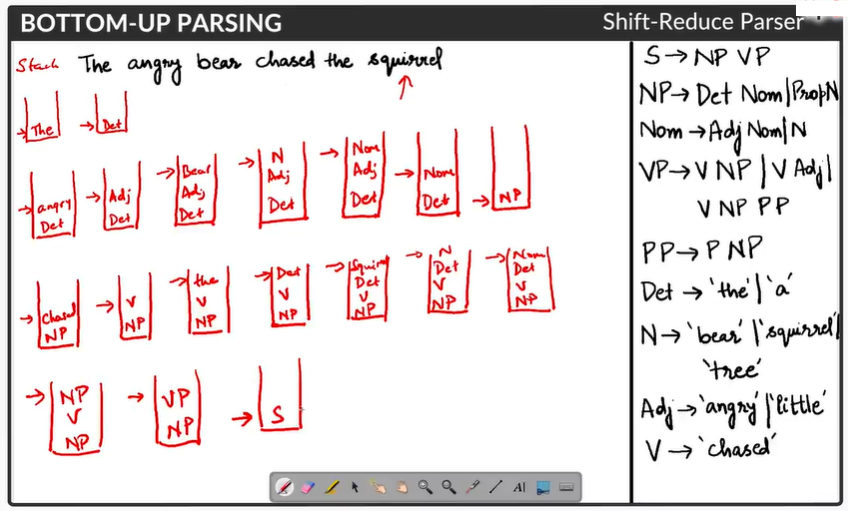 BOTTOM-UP PARSING
Shift-Reduce Parser
Stack The angry bear chased the squirrel
The
Det
angry
Det
Adj
Det
Bear
Adj
Det
N
Adj
Det
Nom
Adj
Det
Nom
Det
NP
Chased
NP
V
NP
the
V
NP
Det
V
NP
Squirrel
Det
V
NP
N
Det
V
NP
Nom
Det
V
NP
NP
V
NP
VP
NP
S
S → NP VP
NP → Det Nom | PropN
Nom → Adj Nom | N
VP → V NP | V Adj |
V NP PP
PP → P NP
Det → 'the' | 'a'
N → 'bear' | 'squirrel' |
'tree'
Adj → 'angry' | 'little'
V → 'chased'
AI